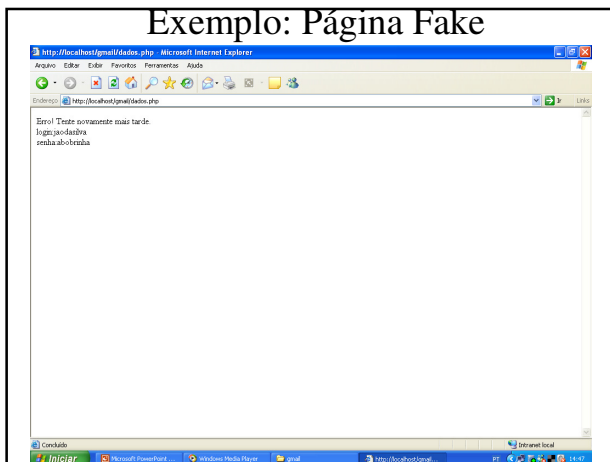 Exemplo: Página Fake
http://localhost/gmail/dados.php - Microsoft Internet Explorer
Arquivo Editar Exibir Favoritos Ferramentas Ajuda
Endereço http://localhost/gmail/dados.php Ir Links
Erro! Tente novamente mais tarde.
login:jaodasilva
senha:abobrinha
Concluído Intranet local
Iniciar Microsoft PowerPoint ... Windows Media Player gmail http://localhost/gmail... PT 14:47